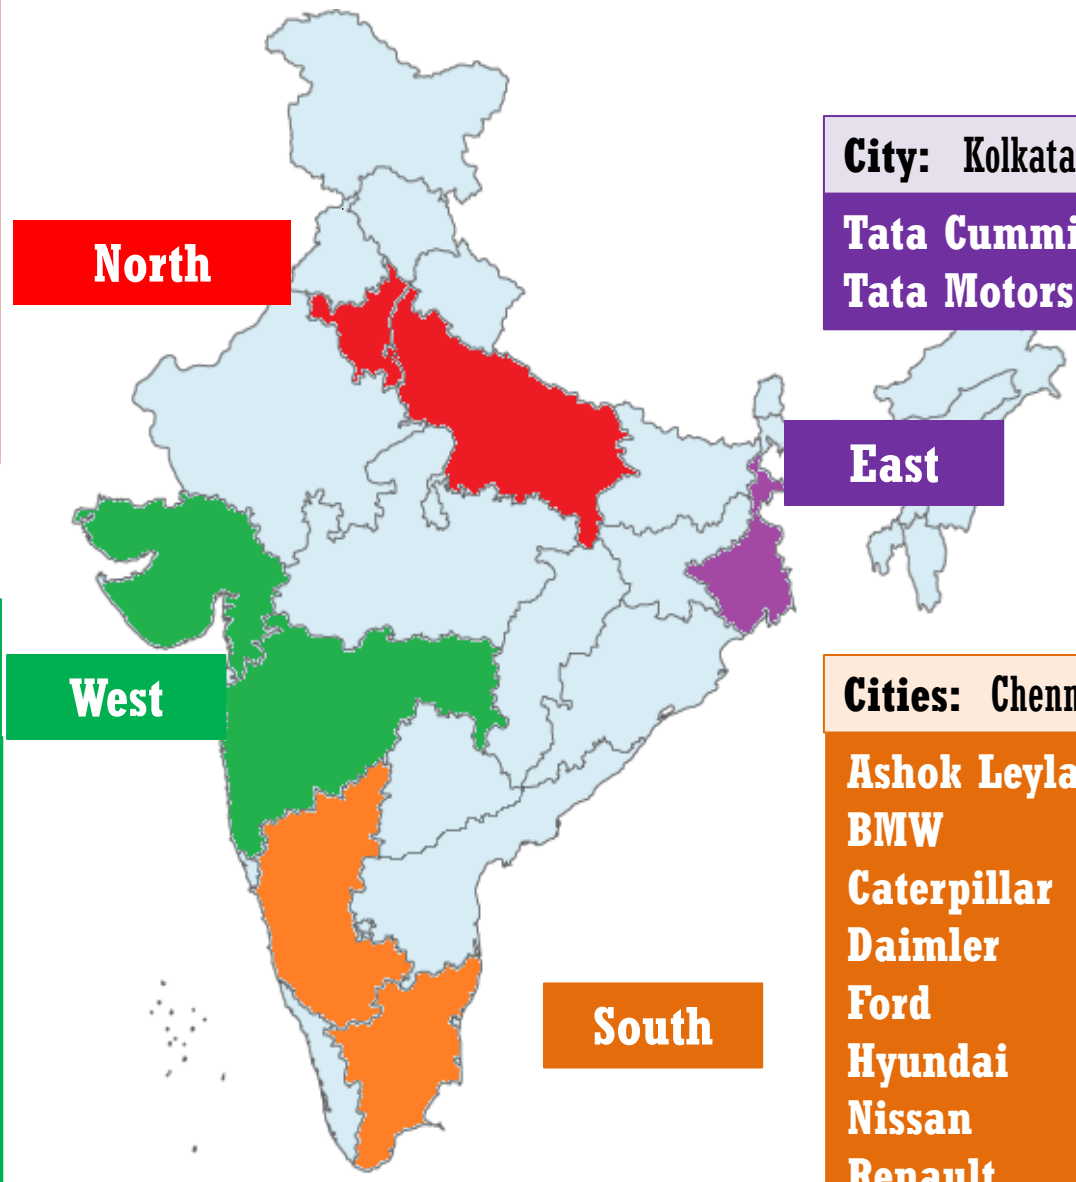 City: Kolkata
Tata Cummi
Tata Motors
North
East
West
Cities: Chenn
Ashok Leyla
BMW
Caterpillar
Daimler
Ford
Hyundai
Nissan
Renault
South